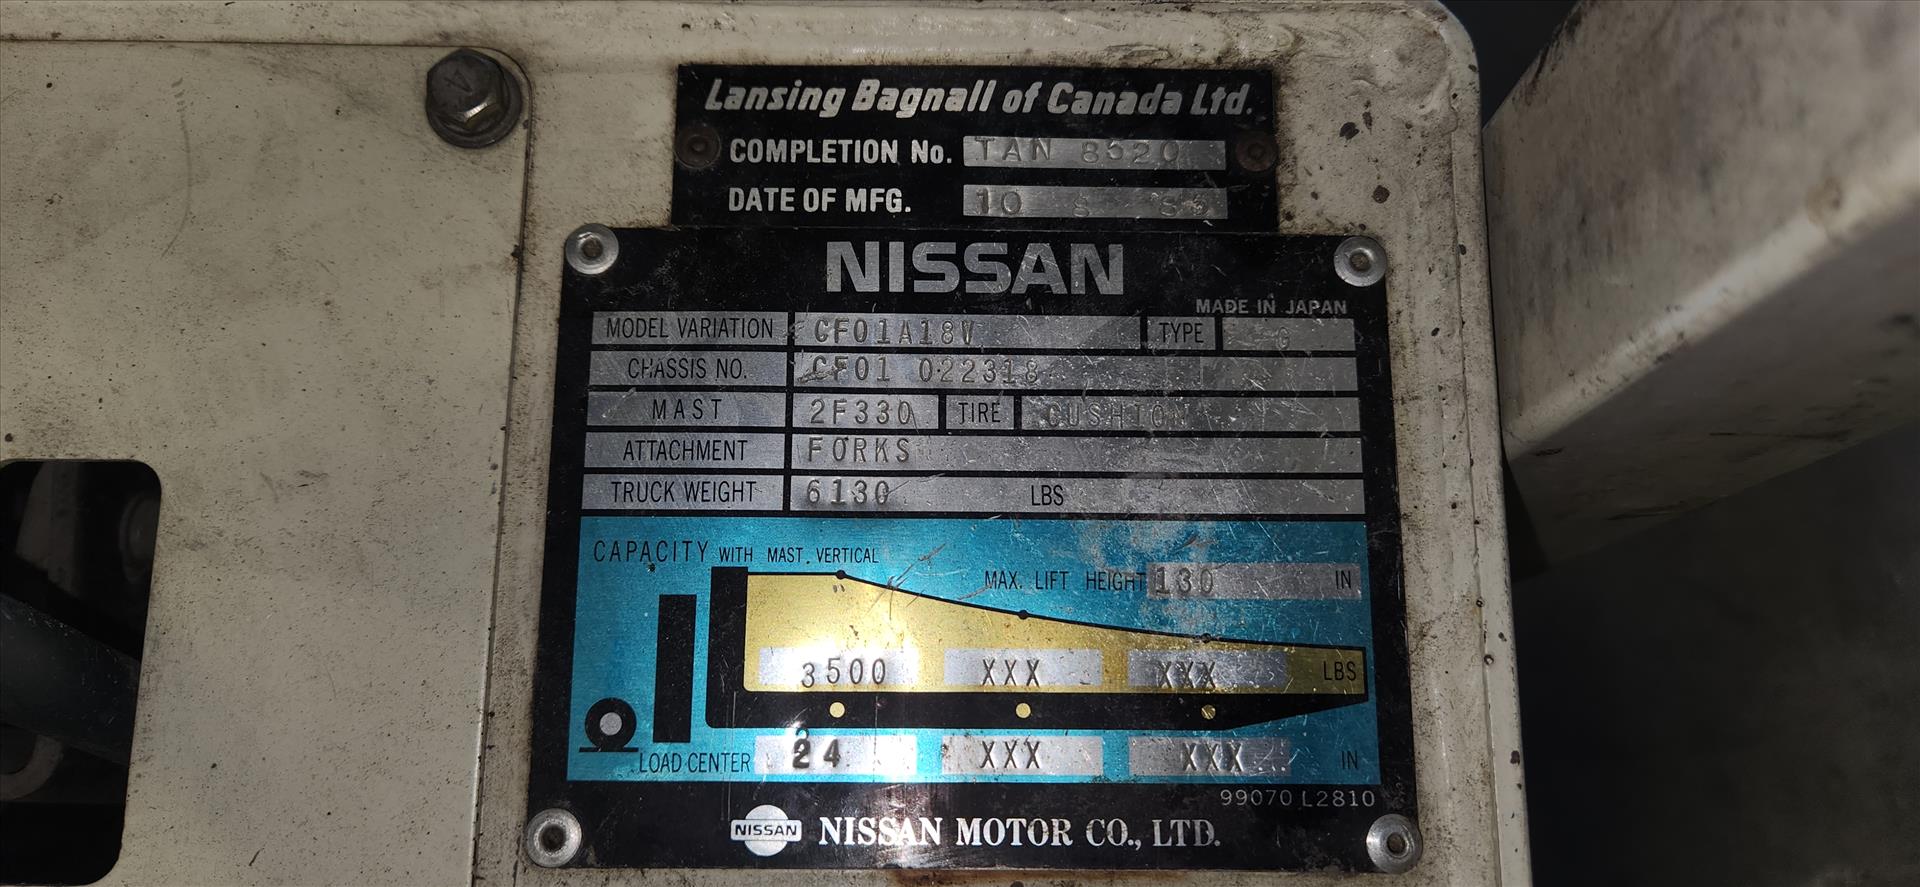 Lansing Bagnall of Canada Ltd.
COMPLETION No. TAN 8520
DATE OF MFG. 10
NISSAN
MADE IN JAPAN
MODEL VARIATION CF01A18V TYPE G
CHASSIS NO. CF01 022318
MAST 2F330 TIRE CUSHION
ATTACHMENT FORKS
TRUCK WEIGHT 6130 LBS
CAPACITY WITH MAST VERTICAL
MAX. LIFT HEIGHT 130 IN
3500 XXX XXX LBS
LOAD CENTER 24 XXX XXX IN
99070 L2810
NISSAN NISSAN MOTOR CO., LTD.